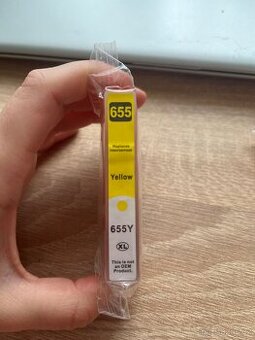 655
Yellow
655Y
XL
This is not
an OEM
Product.